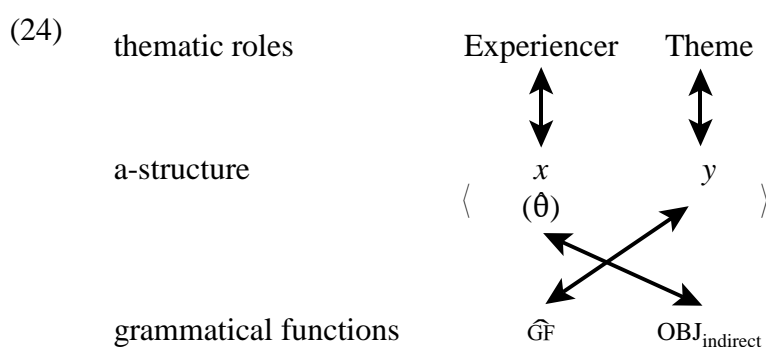 (24)
thematic roles Experiencer Theme
a-structure x y
⟨ (θ̂) ⟩
grammatical functions ĜF OBJindirect